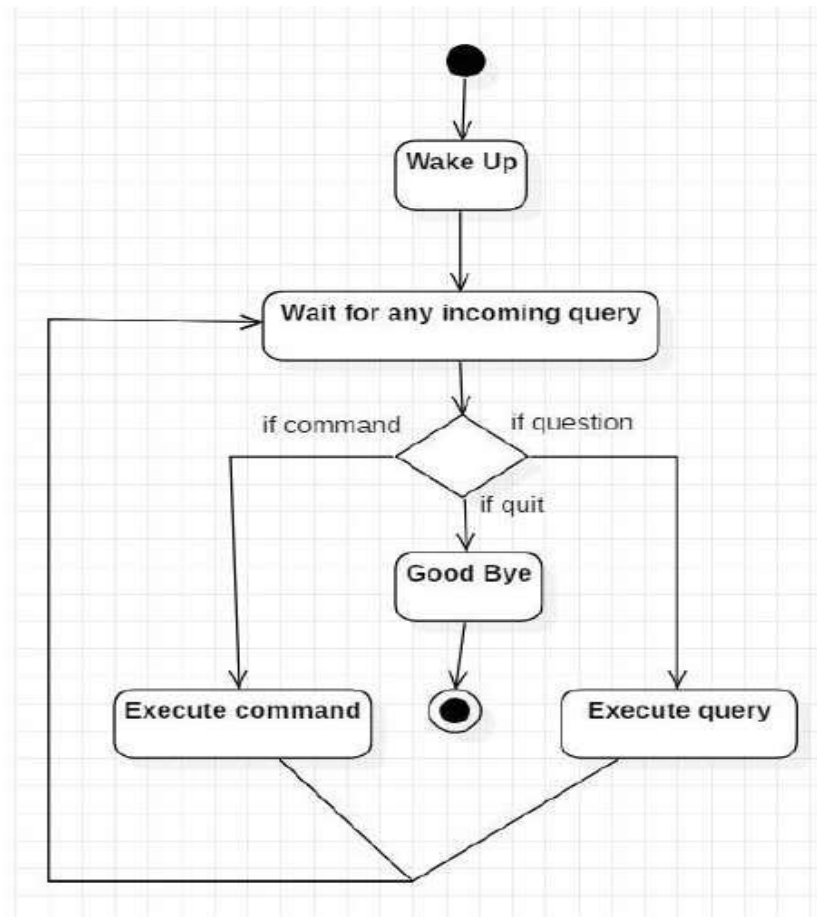 Wake Up
Wait for any incoming query
if command
if question
if quit
Good Bye
Execute command
Execute query